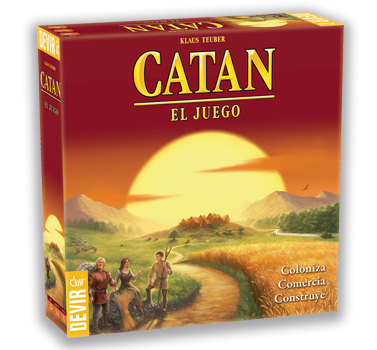 KLAUS TEUBER
CATAN
EL JUEGO
Coloniza
Comercia
Construye
DEVIR
DEVIR
CATAN
EL JUEGO